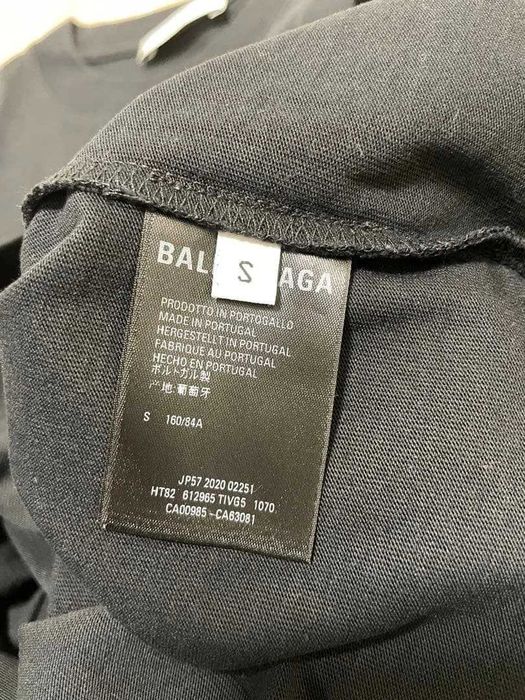 BAL S AGA
PRODOTTO IN PORTOGALLO
MADE IN PORTUGAL
HERGESTELLT IN PORTUGAL
FABRIQUE AU PORTUGAL
HECHO EN PORTUGAL
ポルトガル製
产地:葡萄牙
S 160/84A
JP57 2020 02251
HT82 612965 TIVG5 1070
CA00985-CA63081